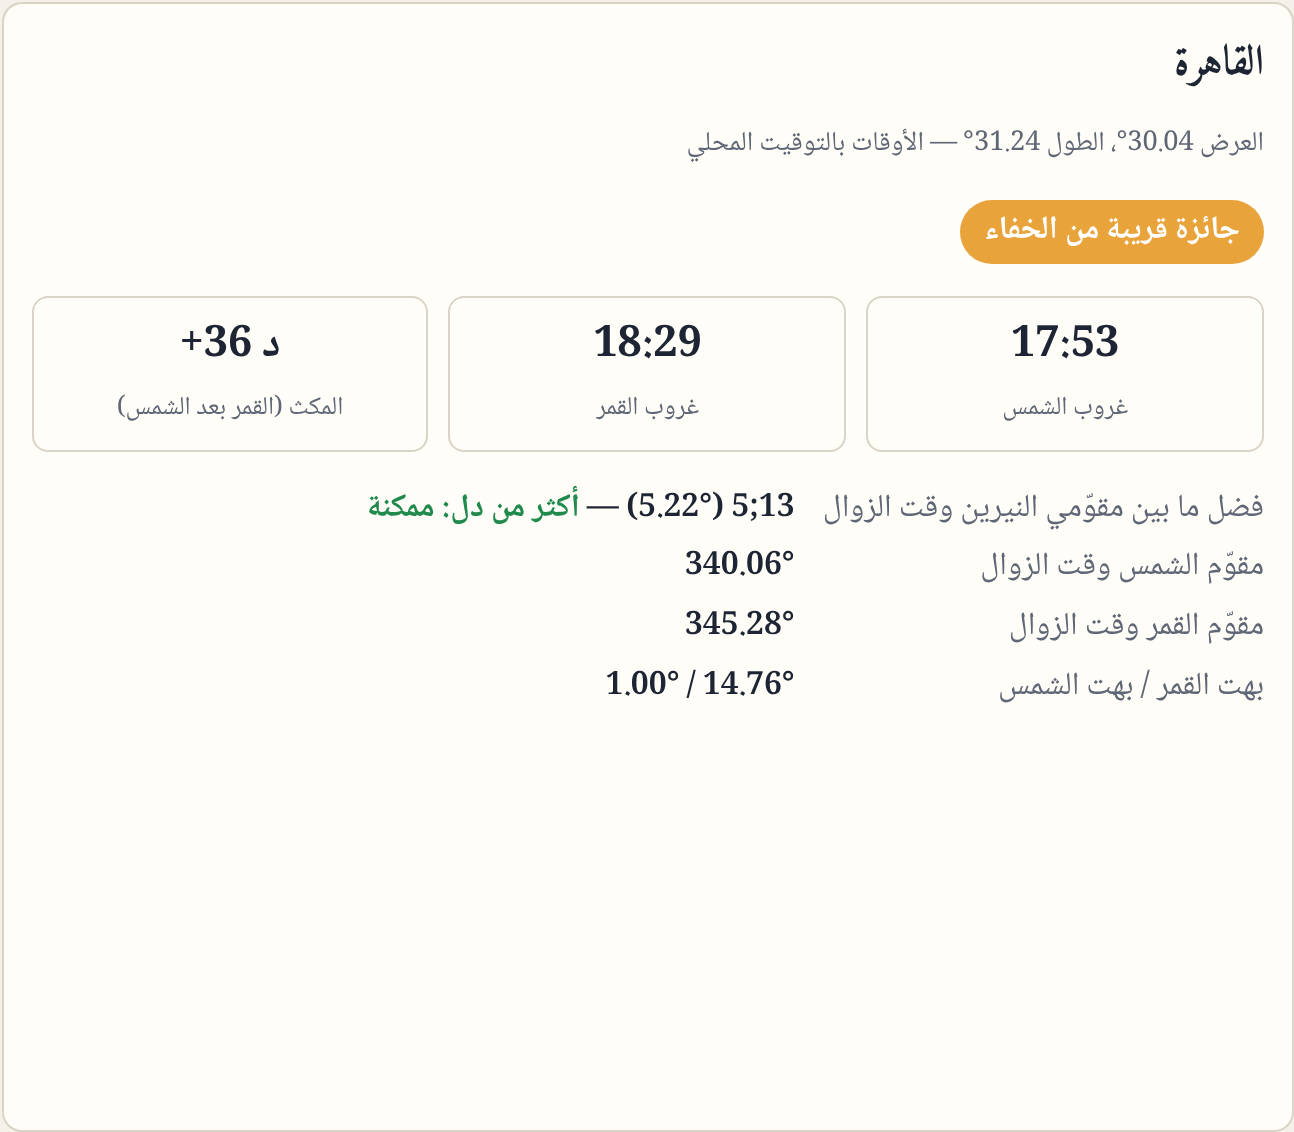 القاهرة
العرض 30.04°، الطول 31.24° — الأوقات بالتوقيت المحلي
جائزة قريبة من الخفاء
17:53
غروب الشمس
18:29
غروب القمر
+36 د
المكث (القمر بعد الشمس)
فضل ما بين مقوّمي النيرين وقت الزوال 5;13 (5.22°) — أكثر من دل: ممكنة
مقوّم الشمس وقت الزوال 340.06°
مقوّم القمر وقت الزوال 345.28°
بهت القمر / بهت الشمس 14.76° / 1.00°